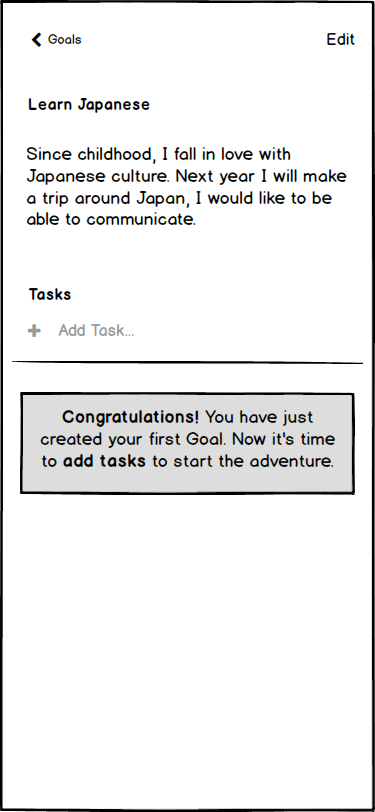 Goals
Edit
Learn Japanese
Since childhood, I fall in love with
Japanese culture. Next year I will make
a trip around Japan, I would like to be
able to communicate.
Tasks
Add Task...
Congratulations! You have just
created your first Goal. Now it's time
to add tasks to start the adventure.